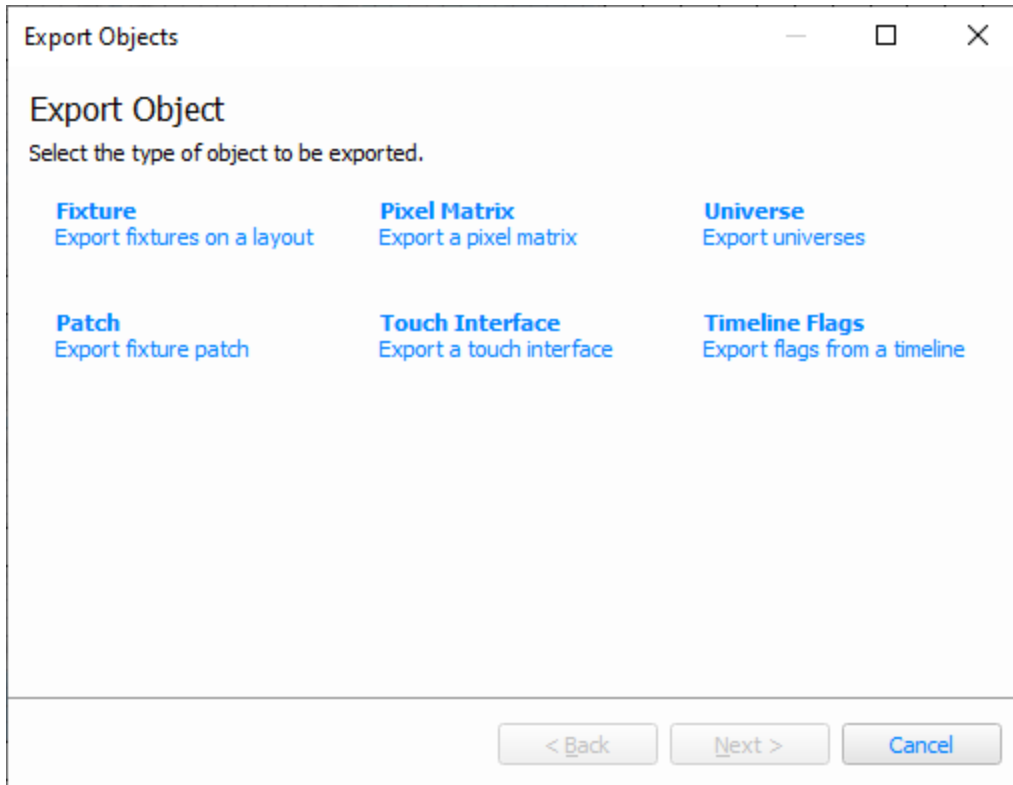 Export Objects
Export Object
Select the type of object to be exported.
Fixture
Export fixtures on a layout
Pixel Matrix
Export a pixel matrix
Universe
Export universes
Patch
Export fixture patch
Touch Interface
Export a touch interface
Timeline Flags
Export flags from a timeline
< Back
Next >
Cancel